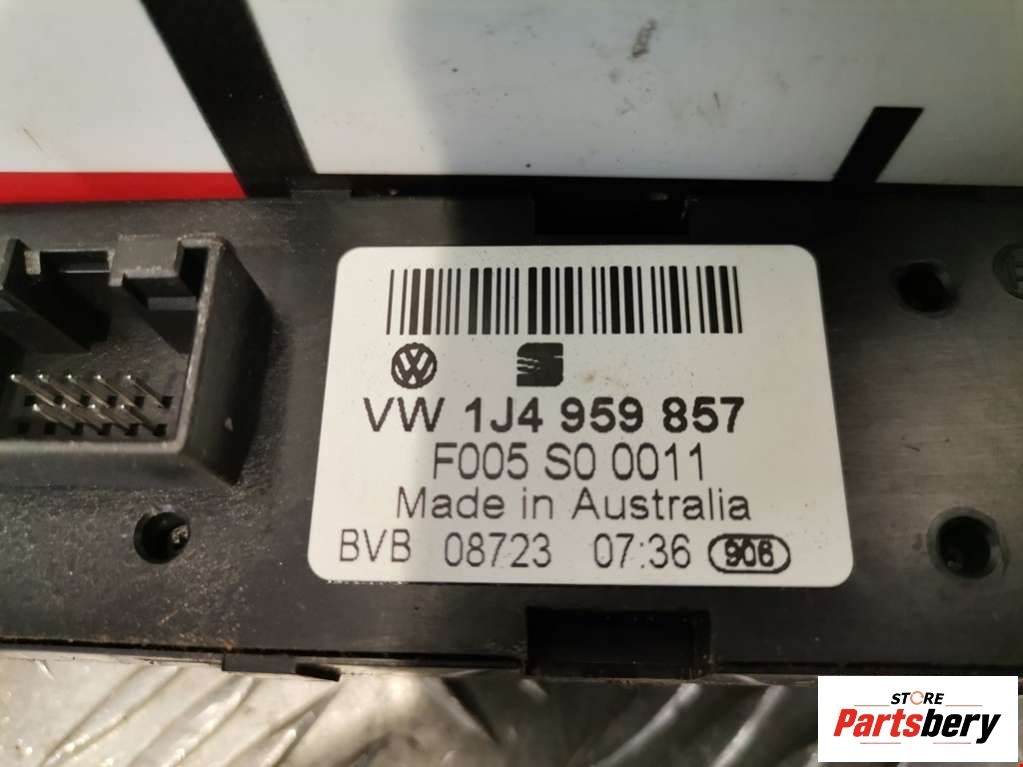 VW 1J4 959 857
F005 S0 0011
Made in Australia
BVB 08723 07:36 906
STORE
Partsbery